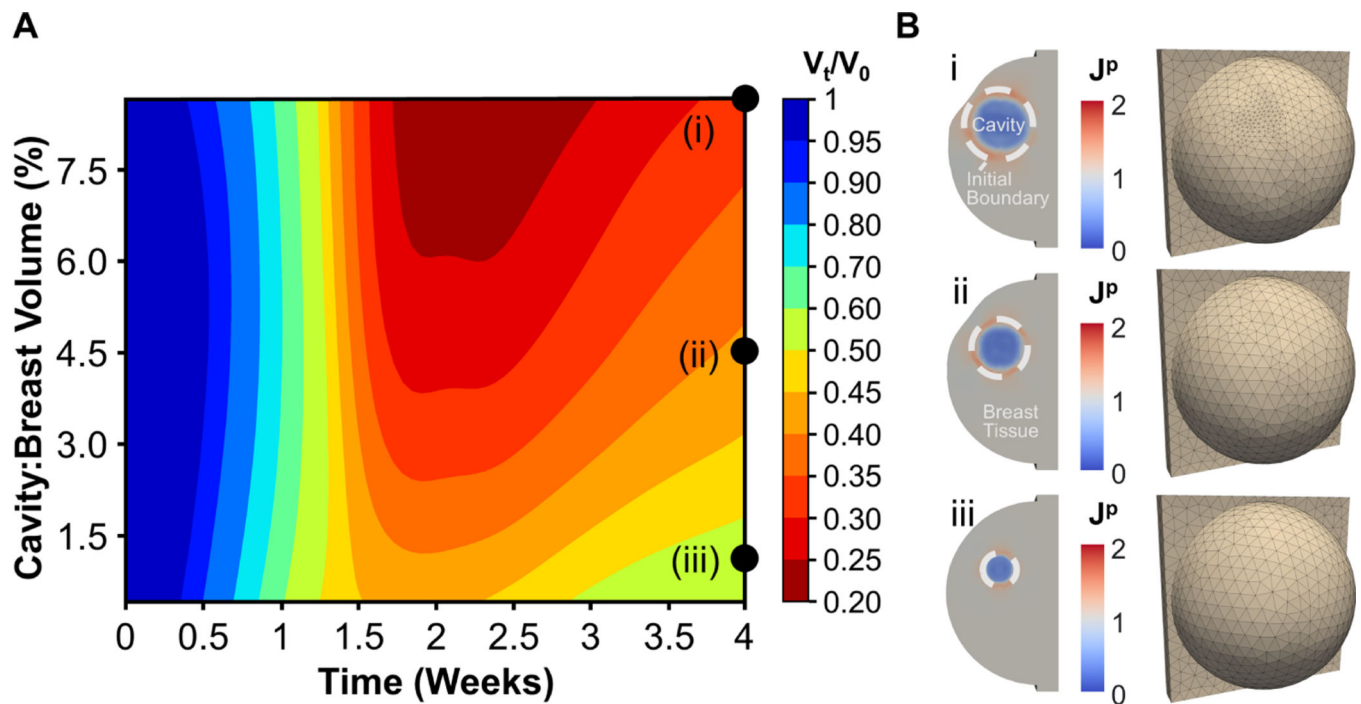 A
Cavity:Breast Volume (%)
7.5
6.0
4.5
3.0
1.5
(i)
(ii)
(iii)
0 0.5 1 1.5 2 2.5 3 3.5 4
Time (Weeks)
Vₜ/V₀
1
0.95
0.90
0.80
0.70
0.60
0.50
0.45
0.40
0.35
0.30
0.25
0.20
B
i
Cavity
Initial
Boundary
Jᵖ
2
1
0
ii
Breast
Tissue
Jᵖ
2
1
0
iii
Jᵖ
2
1
0